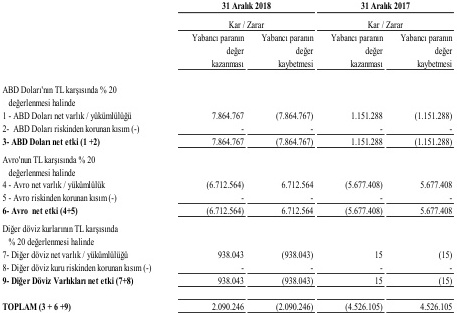 31 Aralık 2018 31 Aralık 2017
Kar / Zarar Kar / Zarar
Yabancı paranın Yabancı paranın Yabancı paranın Yabancı paranın
değer değer değer değer
kazanması kaybetmesi kazanması kaybetmesi
ABD Doları'nın TL karşısında % 20
değerlenmesi halinde
1 - ABD Doları net varlık / yükümlülüğü 7.864.767 (7.864.767) 1.151.288 (1.151.288)
2- ABD Doları riskinden korunan kısım (-) - - - -
3- ABD Doları net etki (1 +2) 7.864.767 (7.864.767) 1.151.288 (1.151.288)
Avro'nun TL karşısında % 20
değerlenmesi halinde
4 - Avro net varlık / yükümlülük (6.712.564) 6.712.564 (5.677.408) 5.677.408
5 - Avro riskinden korunan kısım (-) - - - -
6- Avro net etki (4+5) (6.712.564) 6.712.564 (5.677.408) 5.677.408
Diğer döviz kurlarının TL karşısında
% 20 değerlenmesi halinde
7- Diğer döviz net varlık / yükümlülüğü 938.043 (938.043) 15 (15)
8- Diğer döviz kuru riskinden korunan kısım (-) - - - -
9- Diğer Döviz Varlıkları net etki (7+8) 938.043 (938.043) 15 (15)
TOPLAM (3 + 6 +9) 2.090.246 (2.090.246) (4.526.105) 4.526.105